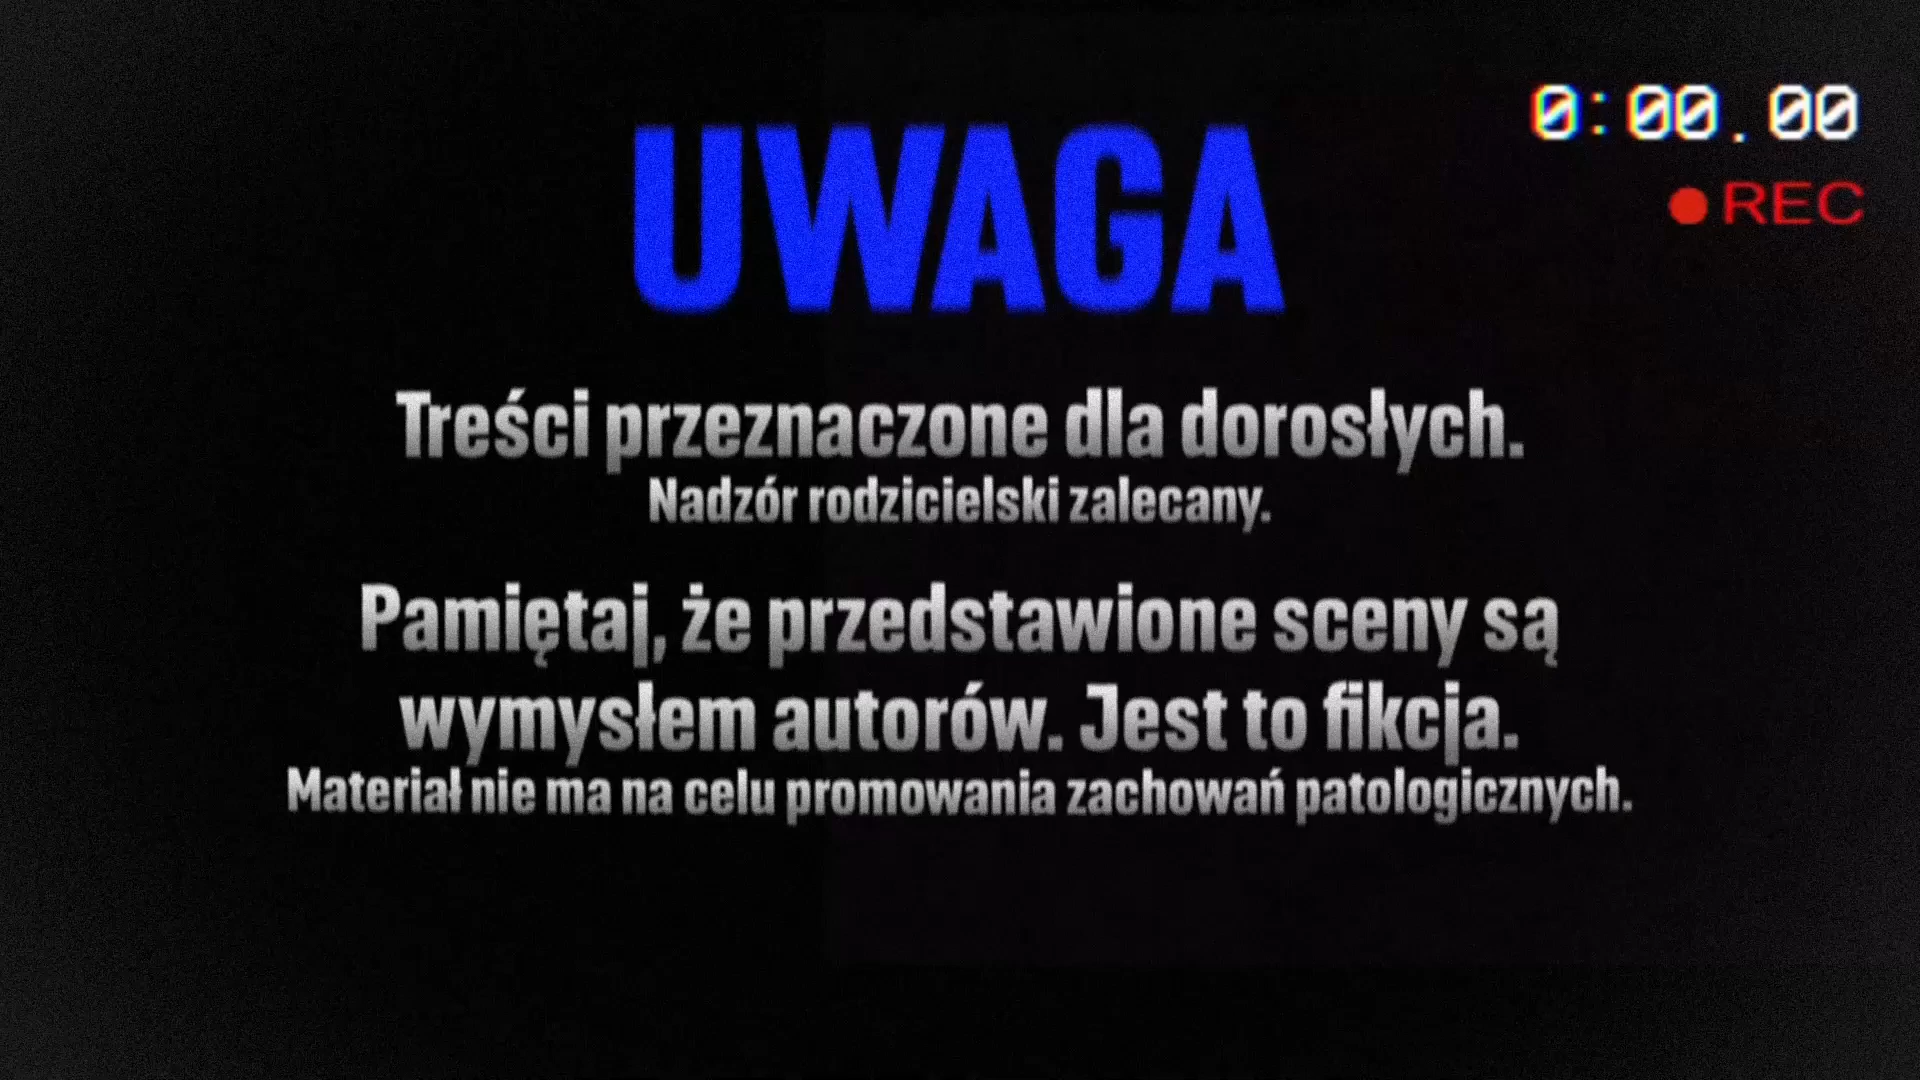 0:00.00
REC
UWAGA
Treści przeznaczone dla dorosłych.
Nadzór rodzicielski zalecany.
Pamiętaj, że przedstawione sceny są
wymysłem autorów. Jest to fikcja.
Materiał nie ma na celu promowania zachowań patologicznych.